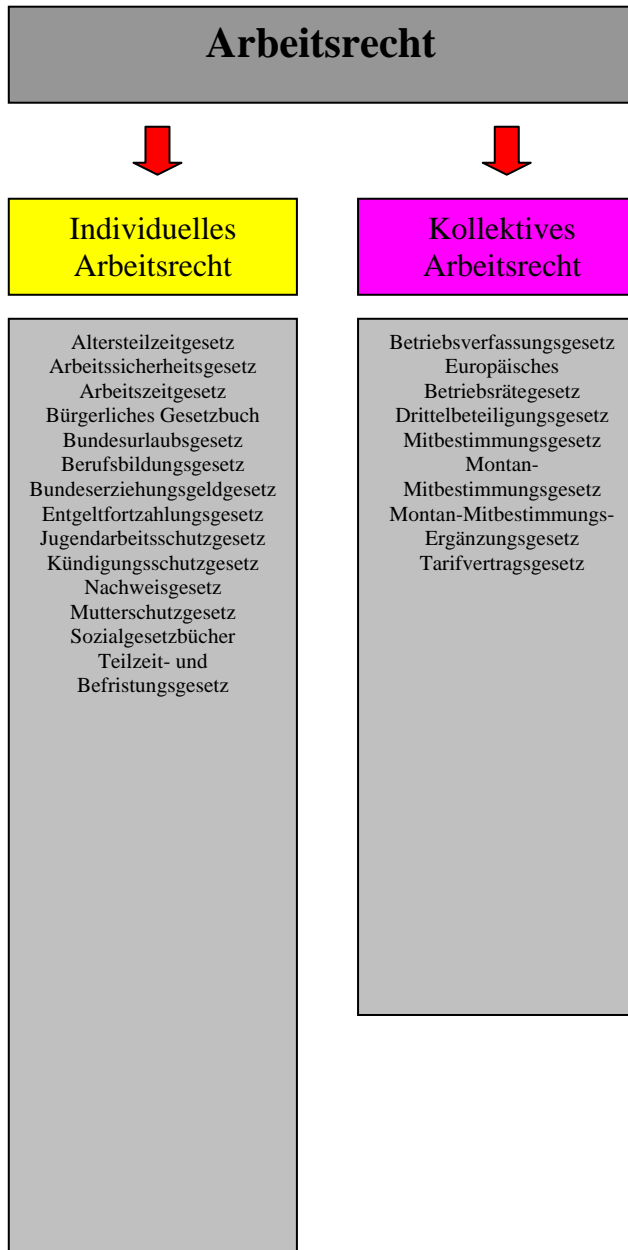 Arbeitsrecht
Individuelles
Arbeitsrecht
Altersteilzeitgesetz
Arbeitssicherheitsgesetz
Arbeitszeitgesetz
Bürgerliches Gesetzbuch
Bundesurlaubsgesetz
Berufsbildungsgesetz
Bundeserziehungsgeldgesetz
Entgeltfortzahlungsgesetz
Jugendarbeitsschutzgesetz
Kündigungsschutzgesetz
Nachweisgesetz
Mutterschutzgesetz
Sozialgesetzbücher
Teilzeit- und
Befristungsgesetz
Kollektives
Arbeitsrecht
Betriebsverfassungsgesetz
Europäisches
Betriebsrätegesetz
Drittelbeteiligungsgesetz
Mitbestimmungsgesetz
Montan-
Mitbestimmungsgesetz
Montan-Mitbestimmungs-
Ergänzungsgesetz
Tarifvertragsgesetz